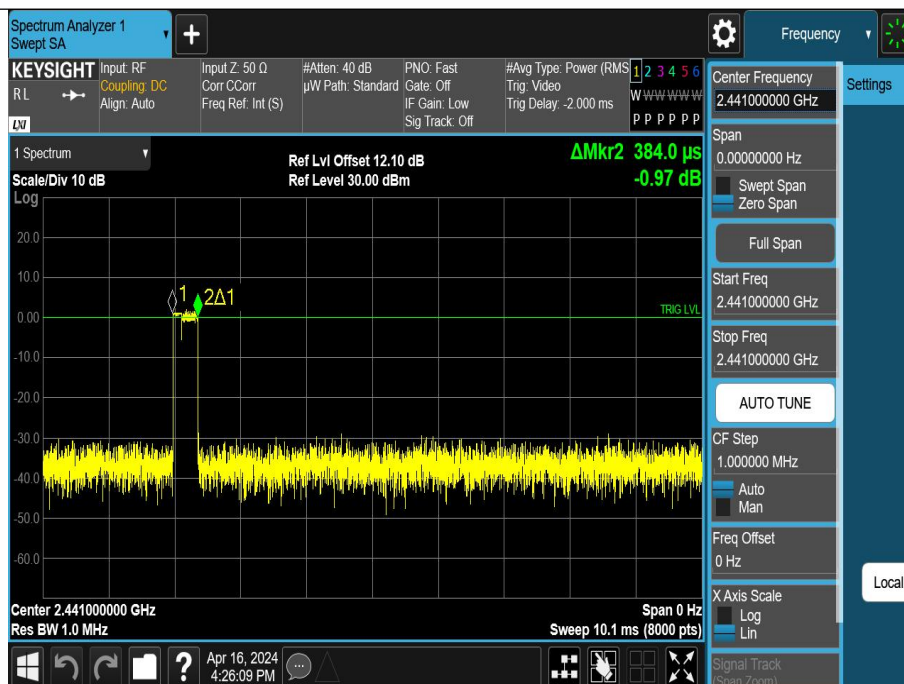 Spectrum Analyzer 1
Swept SA
Frequency
KEYSIGHT
R L
LXI
Input: RF
Coupling: DC
Align: Auto
Input Z: 50 Ω
Corr CCorr
Freq Ref: Int (S)
#Atten: 40 dB
µW Path: Standard
PNO: Fast
Gate: Off
IF Gain: Low
Sig Track: Off
#Avg Type: Power (RMS
Trig: Video
Trig Delay: -2.000 ms
1 2 3 4 5 6
W W W W W W
P P P P P P
Settings
Center Frequency
2.441000000 GHz
Span
0.00000000 Hz
Swept Span
Zero Span
Full Span
Start Freq
2.441000000 GHz
Stop Freq
2.441000000 GHz
AUTO TUNE
CF Step
1.000000 MHz
Auto
Man
Freq Offset
0 Hz
X Axis Scale
Log
Lin
Signal Track
(Span Zoom)
Local
1 Spectrum
Scale/Div 10 dB
Log
Ref Lvl Offset 12.10 dB
Ref Level 30.00 dBm
ΔMkr2 384.0 µs
-0.97 dB
20.0
10.0
1
2Δ1
0.00
TRIG LVL
-10.0
-20.0
-30.0
-40.0
-50.0
-60.0
Center 2.441000000 GHz
Span 0 Hz
Res BW 1.0 MHz
Sweep 10.1 ms (8000 pts)
?
Apr 16, 2024
4:26:09 PM